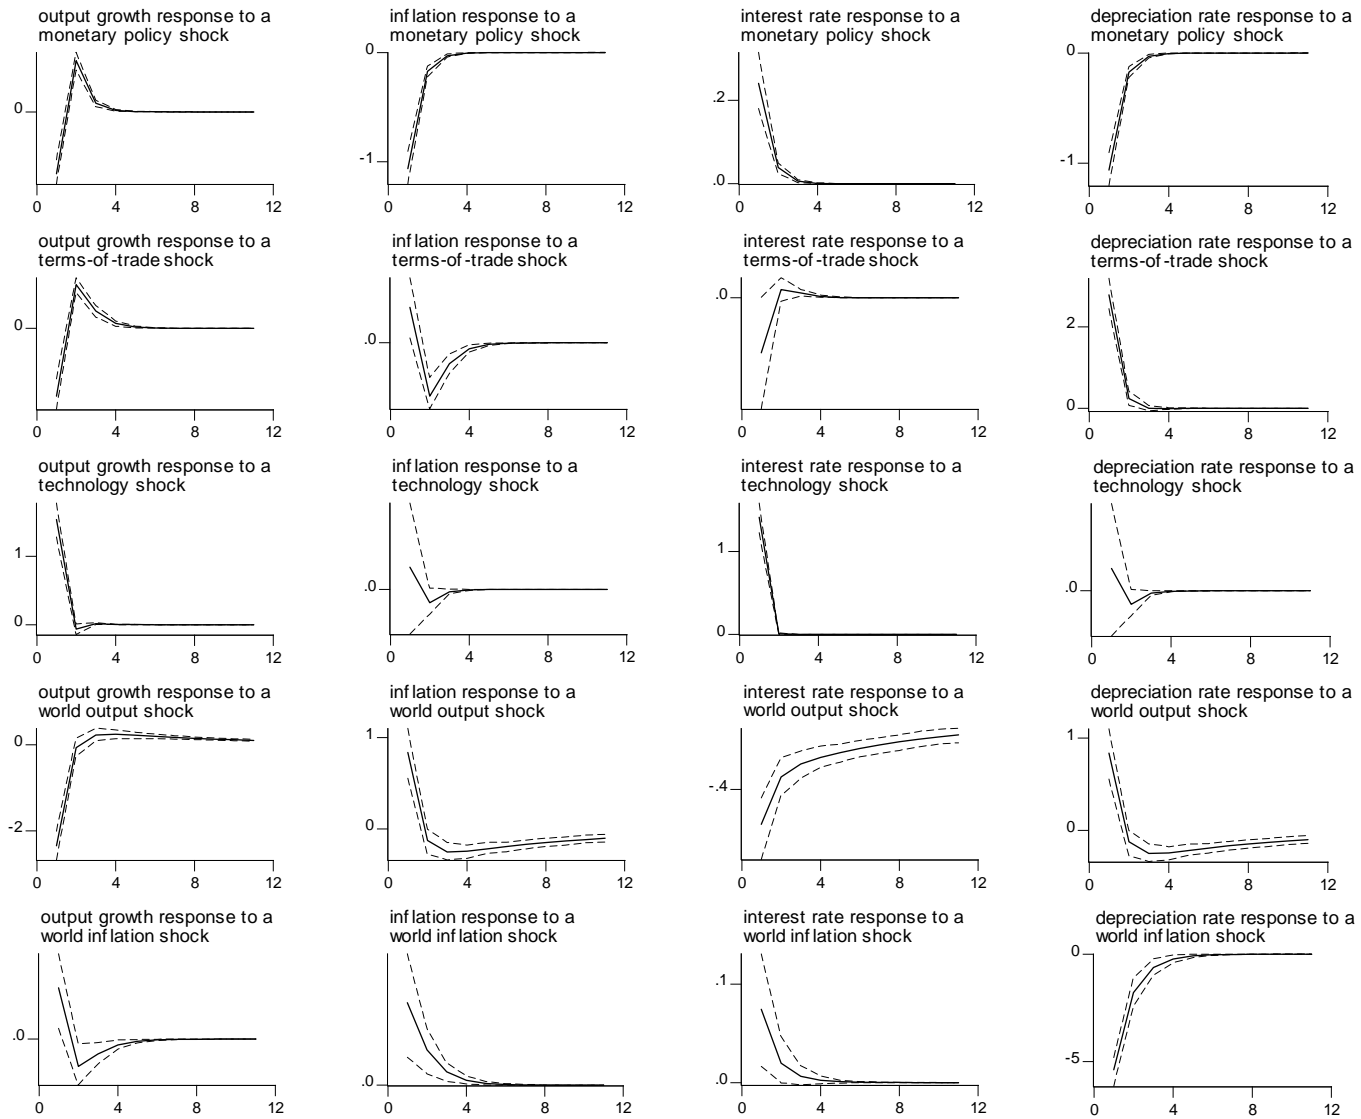 output growth response to a
monetary policy shock
0
0
4
8
12
inflation response to a
monetary policy shock
0
-1
0
4
8
12
interest rate response to a
monetary policy shock
.2
.0
0
4
8
12
depreciation rate response to a
monetary policy shock
0
-1
0
4
8
12
output growth response to a
terms-of-trade shock
0
0
4
8
12
inflation response to a
terms-of-trade shock
.0
0
4
8
12
interest rate response to a
terms-of-trade shock
.0
0
4
8
12
depreciation rate response to a
terms-of-trade shock
2
0
0
4
8
12
output growth response to a
technology shock
1
0
0
4
8
12
inflation response to a
technology shock
.0
0
4
8
12
interest rate response to a
technology shock
1
0
0
4
8
12
depreciation rate response to a
technology shock
.0
0
4
8
12
output growth response to a
world output shock
0
-2
0
4
8
12
inflation response to a
world output shock
1
0
0
4
8
12
interest rate response to a
world output shock
-.4
0
4
8
12
depreciation rate response to a
world output shock
1
0
0
4
8
12
output growth response to a
world inflation shock
.0
0
4
8
12
inflation response to a
world inflation shock
.0
0
4
8
12
interest rate response to a
world inflation shock
.1
.0
0
4
8
12
depreciation rate response to a
world inflation shock
0
-5
0
4
8
12